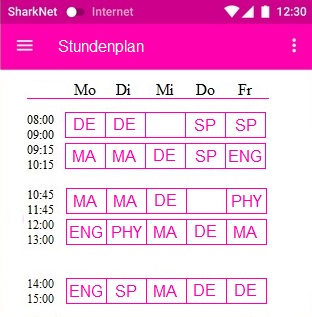 SharkNet Internet 12:30
Stundenplan
Mo Di Mi Do Fr
08:00
09:00
DE DE SP SP
09:15
10:15
MA MA DE SP ENG
10:45
11:45
MA MA DE PHY
12:00
13:00
ENG PHY MA DE MA
14:00
15:00
ENG SP MA DE DE